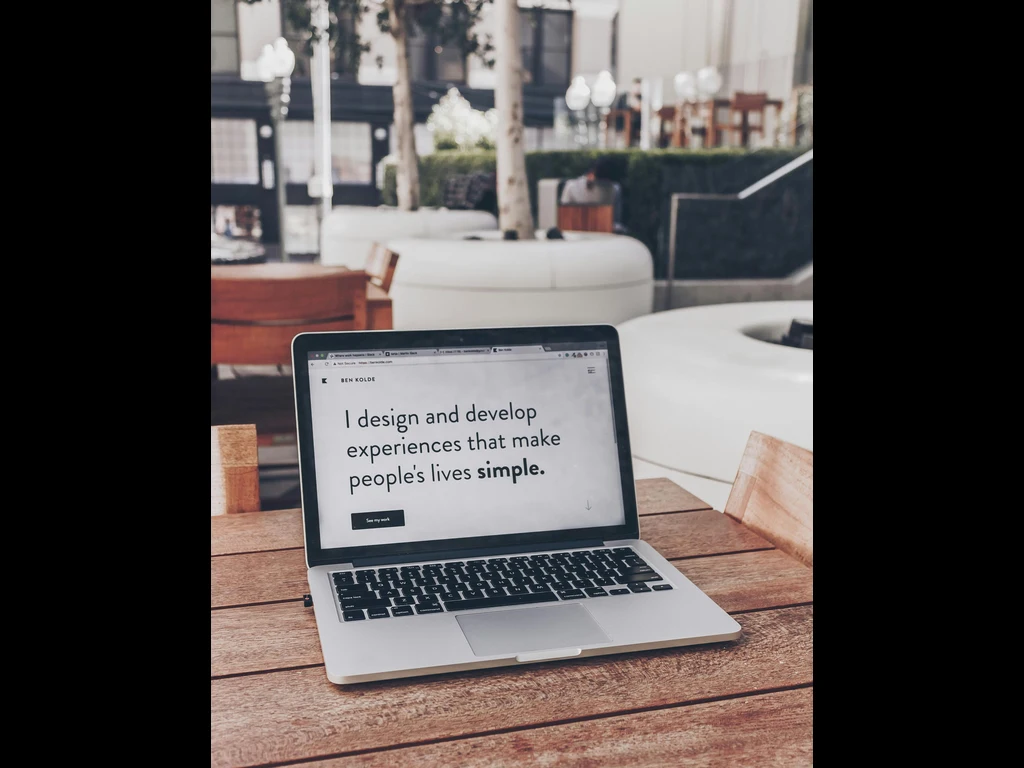 BEN KOLDE
I design and develop
experiences that make
people's lives simple.
See my work